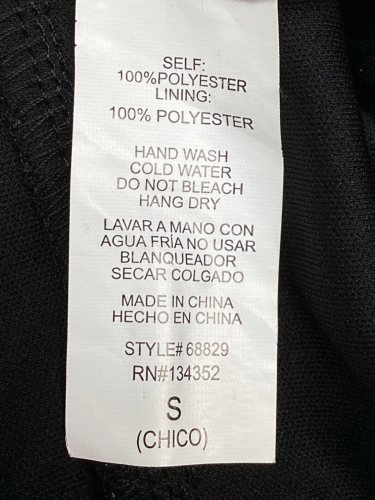 SELF:
100%POLYESTER
LINING:
100% POLYESTER
HAND WASH
COLD WATER
DO NOT BLEACH
HANG DRY
LAVAR A MANO CON
AGUA FRÍA NO USAR
BLANQUEADOR
SECAR COLGADO
MADE IN CHINA
HECHO EN CHINA
STYLE# 68829
RN#134352
S
(CHICO)